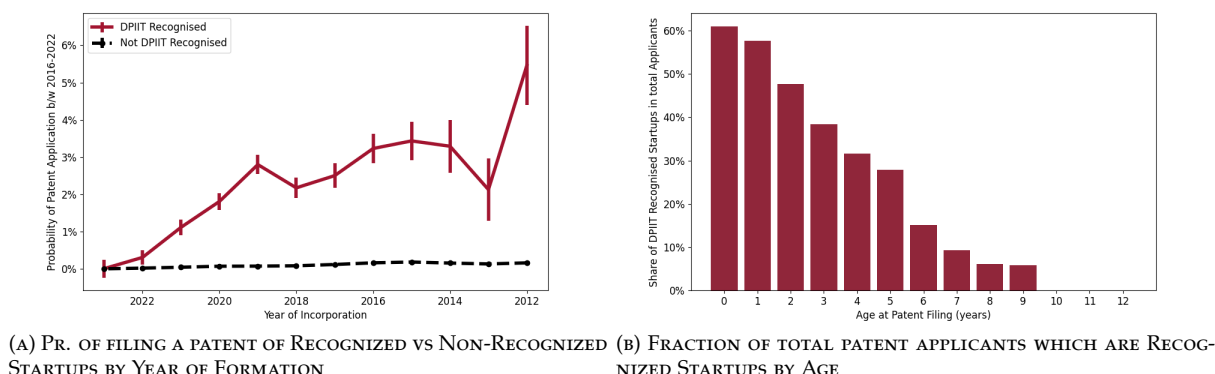 DPIIT Recognised
Not DPIIT Recognised
Probability of Patent Application b/w 2016-2022
6%
5%
4%
3%
2%
1%
0%
2022 2020 2018 2016 2014 2012
Year of Incorporation
Share of DPIIT Recognised Startups in total Applicants
60%
50%
40%
30%
20%
10%
0%
0 1 2 3 4 5 6 7 8 9 10 11 12
Age at Patent Filing (years)
(A) PR. OF FILING A PATENT OF RECOGNIZED VS NON-RECOGNIZED
STARTUPS BY YEAR OF FORMATION
(B) FRACTION OF TOTAL PATENT APPLICANTS WHICH ARE RECOG-
NIZED STARTUPS BY AGE